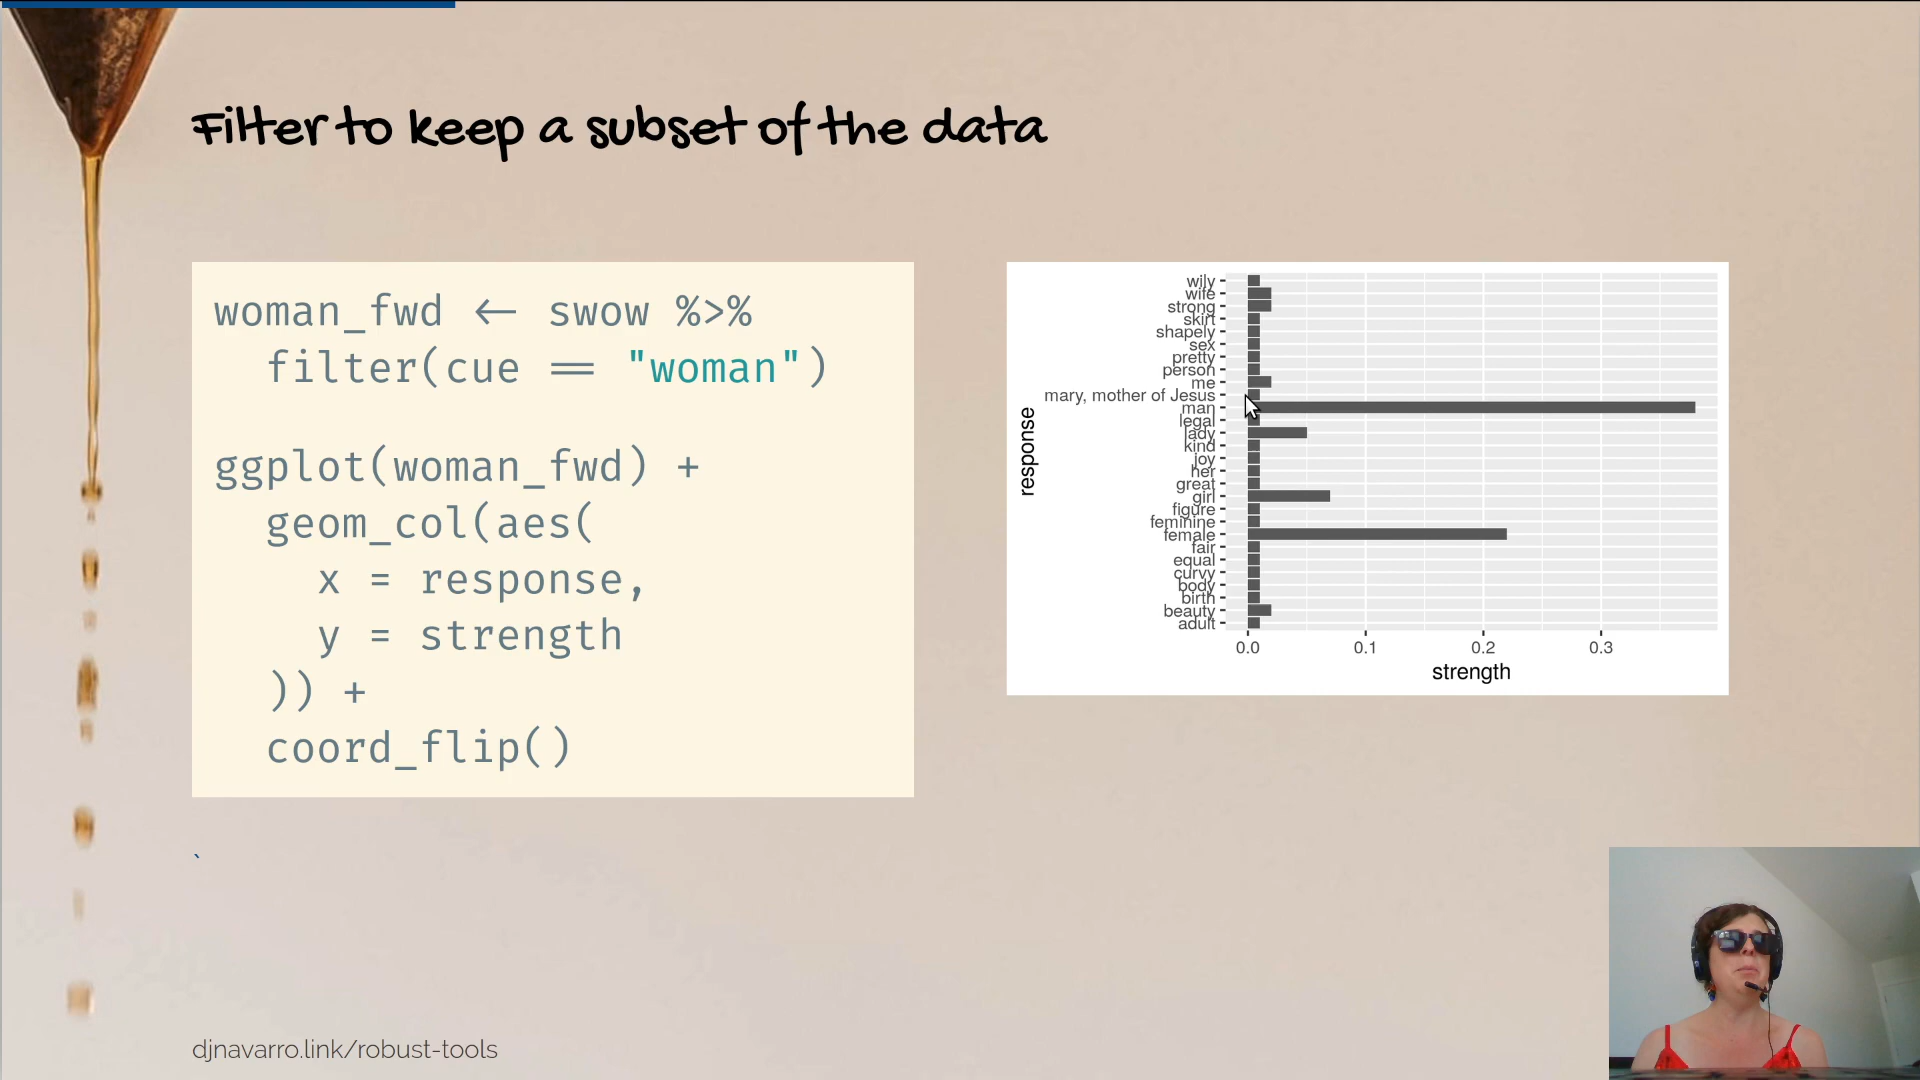 Filter to keep a subset of the data
woman_fwd ← swow %>%
filter(cue == "woman")
ggplot(woman_fwd) +
geom_col(aes(
x = response,
y = strength
)) +
coord_flip()
`
response
wily
wife
strong
skirt
shapely
sex
pretty
person
me
mary, mother of Jesus
man
legal
lady
kind
joy
her
great
girl
figure
feminine
female
fair
equal
curvy
body
birth
beauty
adult
0.0 0.1 0.2 0.3
strength
djnavarro.link/robust-tools